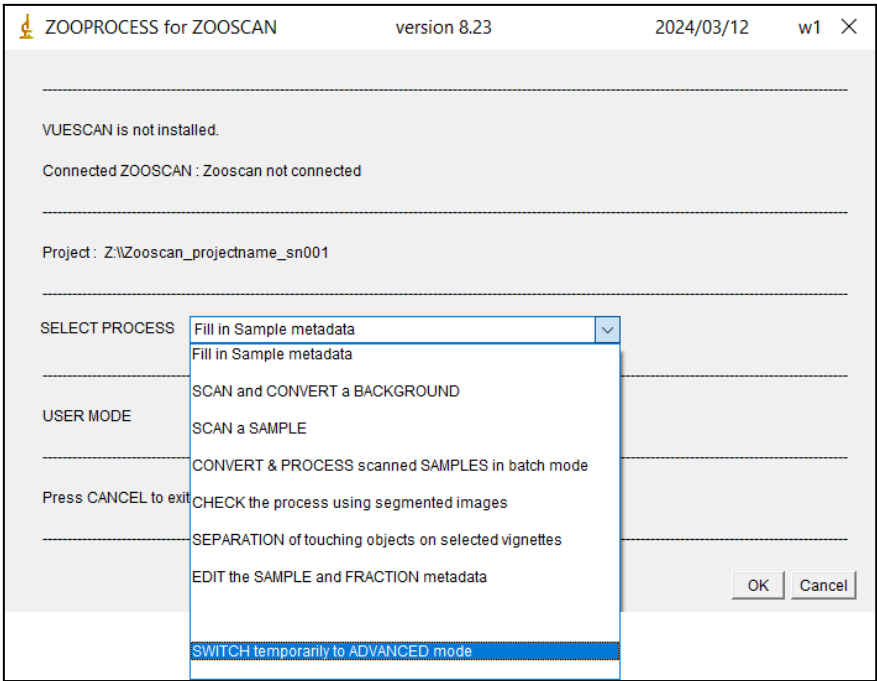 ZOOPROCESS for ZOOSCAN version 8.23 2024/03/12 w1
VUESCAN is not installed.
Connected ZOOSCAN : Zooscan not connected
Project : Z:\\Zooscan_projectname_sn001
SELECT PROCESS Fill in Sample metadata
Fill in Sample metadata
SCAN and CONVERT a BACKGROUND
USER MODE
SCAN a SAMPLE
CONVERT & PROCESS scanned SAMPLES in batch mode
Press CANCEL to exit
CHECK the process using segmented images
SEPARATION of touching objects on selected vignettes
EDIT the SAMPLE and FRACTION metadata
OK Cancel
SWITCH temporarily to ADVANCED mode